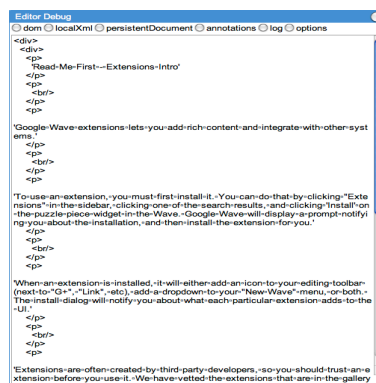 Editor Debug
dom localXml persistentDocument annotations log options
<div>
<div>
<p>
'Read-Me-First--Extensions-Intro'
</p>
<p>
<br/>
</p>
<p>
'Google-Wave-extensions-lets-you-add-rich-content-and-integrate-with-other-syst
ems.'
</p>
<p>
<br/>
</p>
<p>
'To-use-an-extension,-you-must-first-install-it.-You-can-do-that-by-clicking-"Exte
nsions"-in-the-sidebar,-clicking-one-of-the-search-results,-and-clicking-'Install'-on
-the-puzzle-piece-widget-in-the-Wave.-Google-Wave-will-display-a-prompt-notifyi
ng-you-about-the-installation,-and-then-install-the-extension-for-you.'
</p>
<p>
<br/>
</p>
<p>
'When-an-extension-is-installed,-it-will-either-add-an-icon-to-your-editing-toolbar-
(next-to-"G+",-"Link",-etc),-add-a-dropdown-to-your-"New-Wave"-menu,-or-both.-
The-install-dialog-will-notify-you-about-what-each-particular-extension-adds-to-the
-UI.'
</p>
<p>
<br/>
</p>
<p>
'Extensions-are-often-created-by-third-party-developers,-so-you-should-trust-an-e
xtension-before-you-use-it.-We-have-vetted-the-extensions-that-are-in-the-gallery